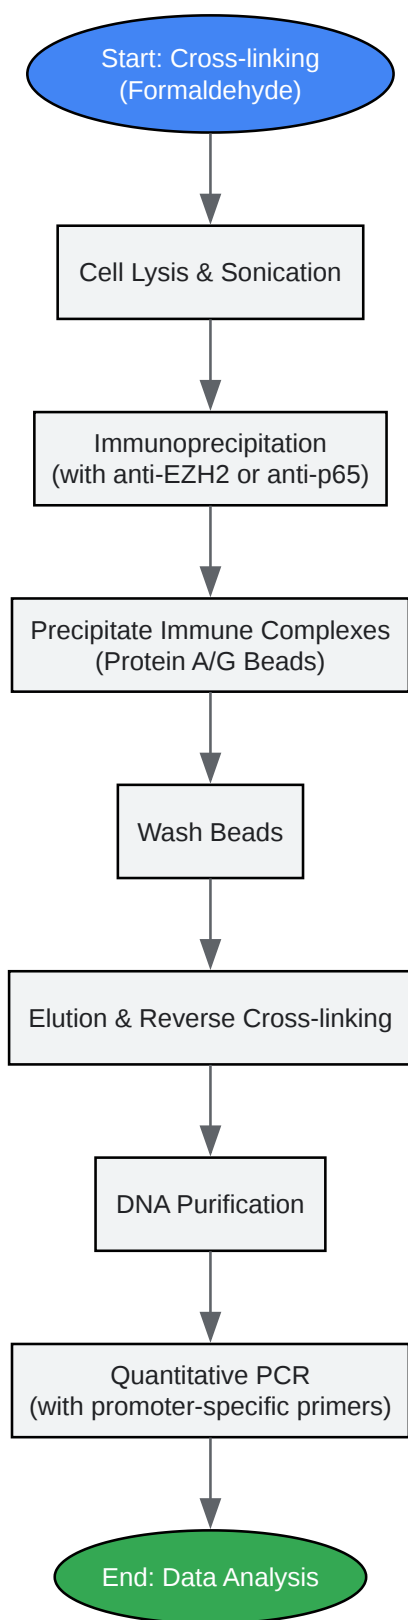 Start: Cross-linking
(Formaldehyde)
Cell Lysis & Sonication
Immunoprecipitation
(with anti-EZH2 or anti-p65)
Precipitate Immune Complexes
(Protein A/G Beads)
Wash Beads
Elution & Reverse Cross-linking
DNA Purification
Quantitative PCR
(with promoter-specific primers)
End: Data Analysis